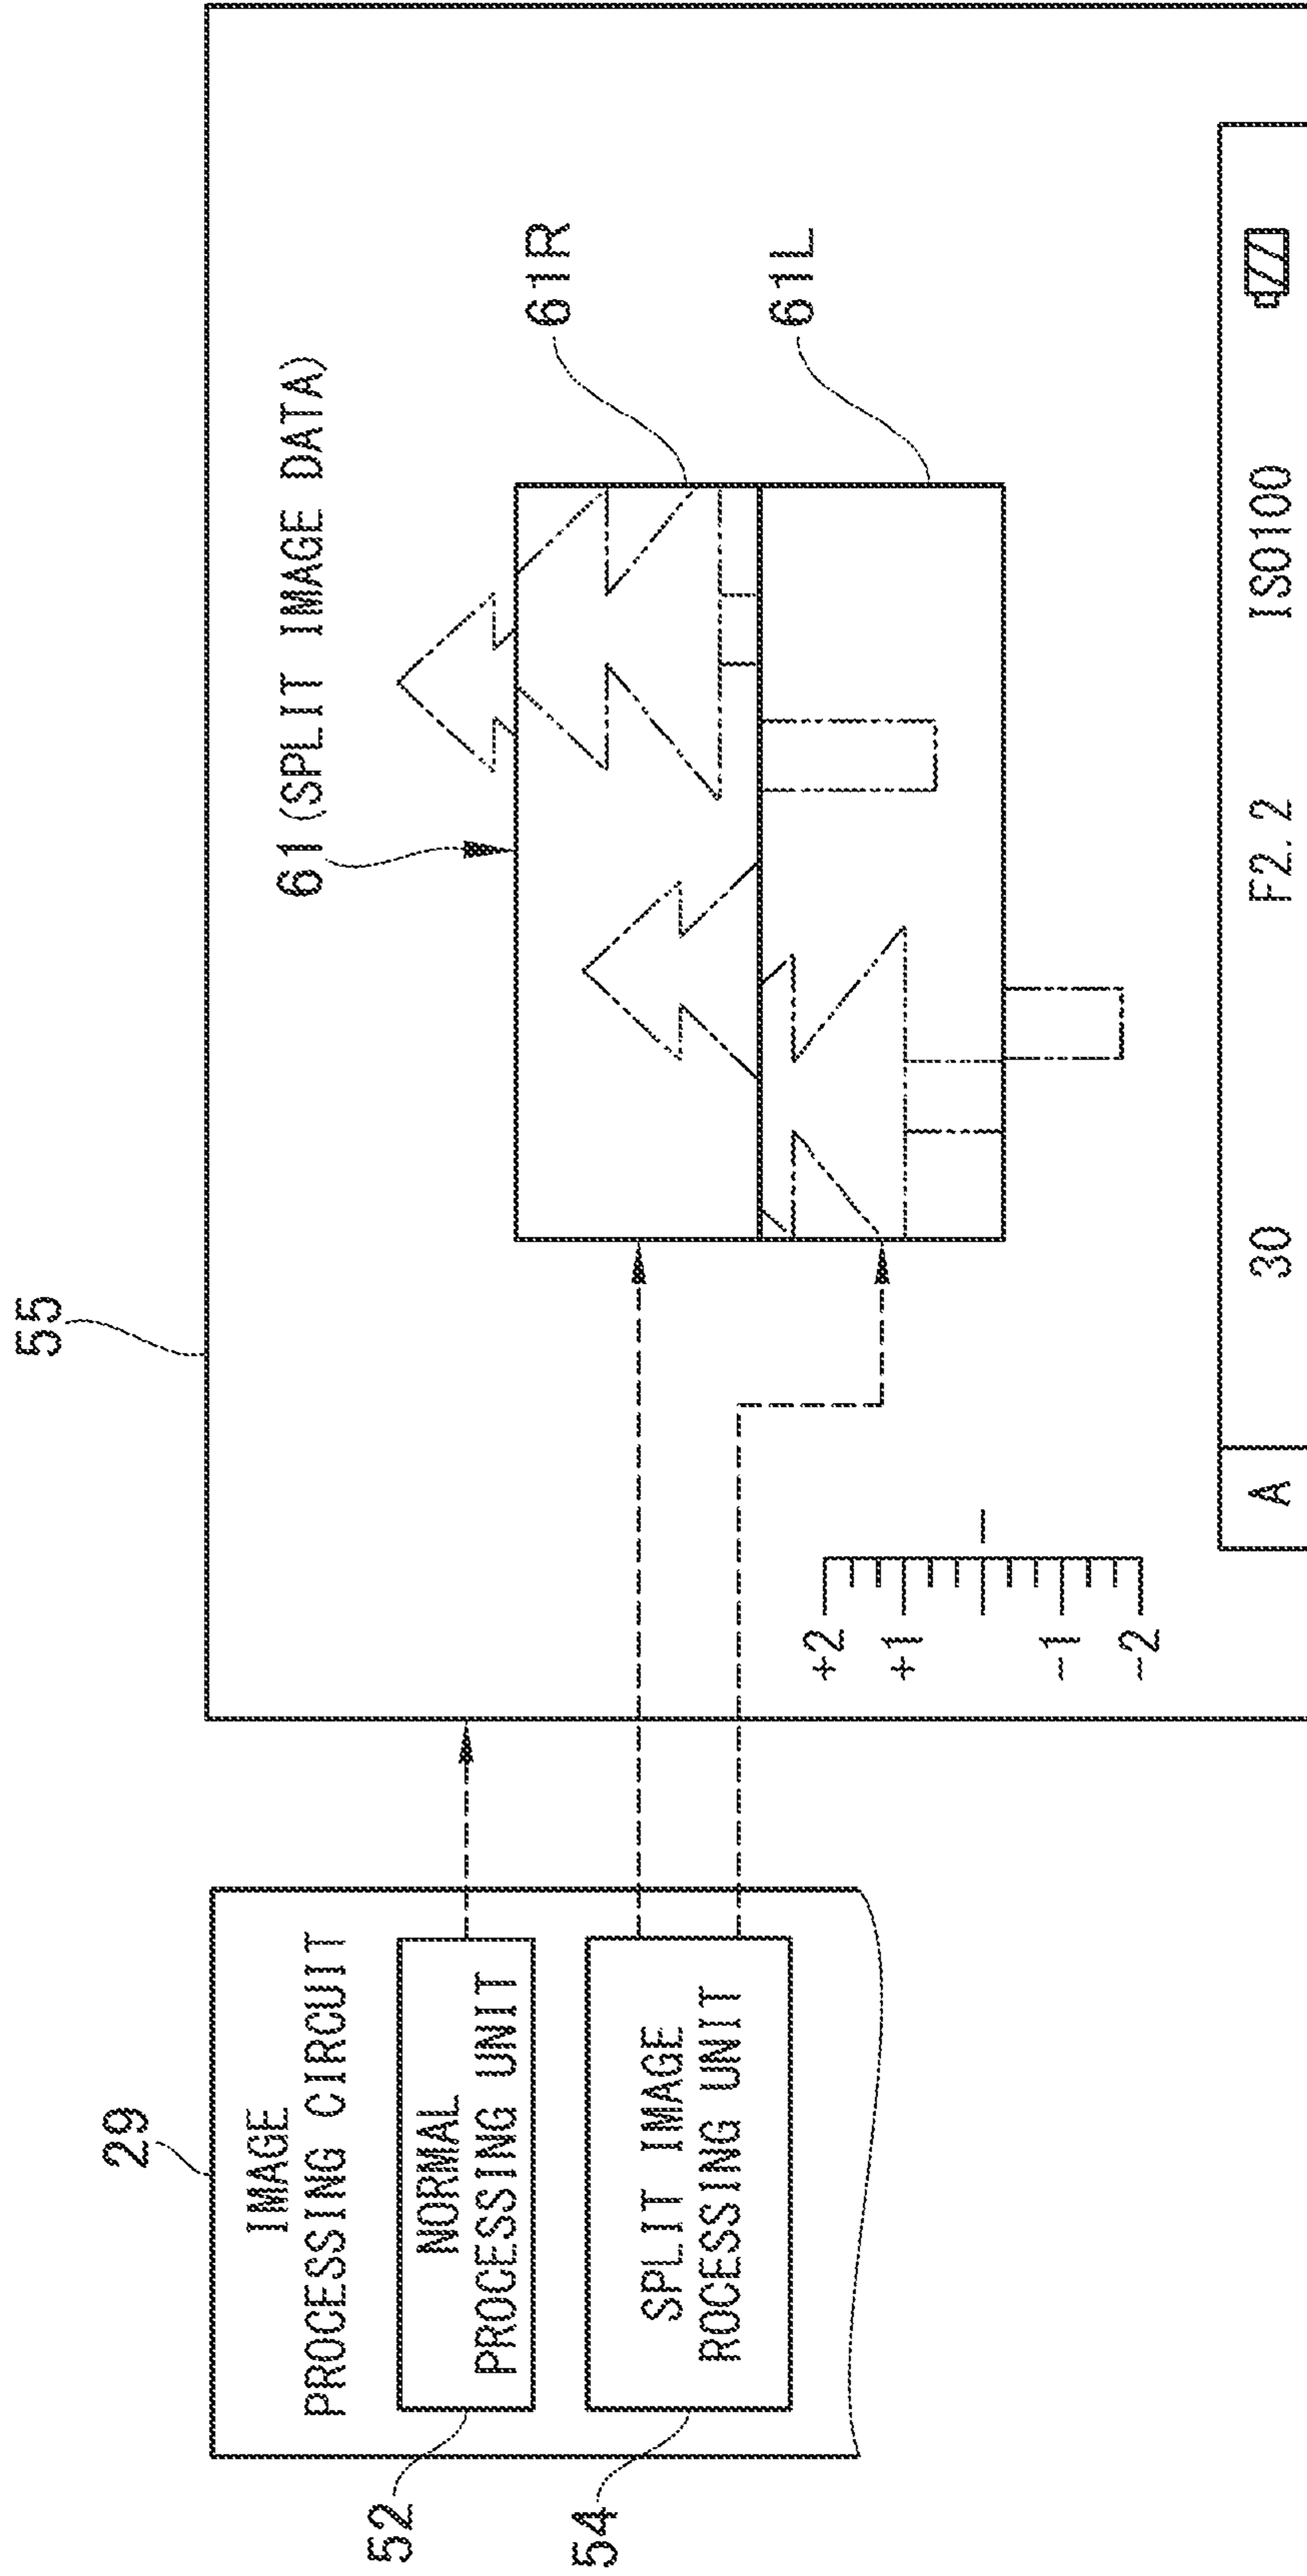 55
29
IMAGE
PROCESSING CIRCUIT
52
NORMAL
PROCESSING UNIT
54
SPLIT IMAGE
ROCESSING UNIT
61(SPLIT IMAGE DATA)
61R
61L
+2
+1
-1
-2
A 30 F2.2 ISO100